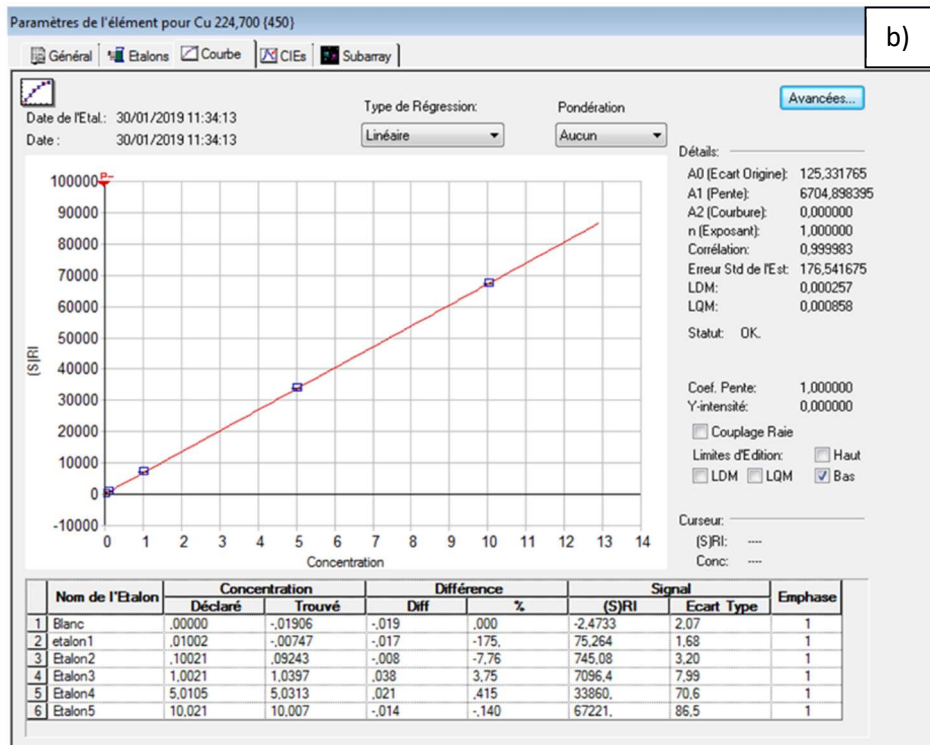 Paramètres de l'élément pour Cu 224,700 {450}
b)
Général Etalons Courbe CIEs Subarray
Avancées...
Date de l'Etal.: 30/01/2019 11:34:13
Date : 30/01/2019 11:34:13
Type de Régression:
Linéaire
Pondération
Aucun
Détails:
A0 (Ecart Origine): 125,331765
A1 (Pente): 6704,898395
A2 (Courbure): 0,000000
n (Exposant): 1,000000
Corrélation: 0,999983
Erreur Std de l'Est: 176,541675
LDM: 0,000257
LQM: 0,000858
Statut: OK.
Coef. Pente: 1,000000
Y-intensité: 0,000000
Couplage Raie
Limites d'Edition: Haut
LDM LQM Bas
Curseur:
(S)RI: ----
Conc: ----
P--
100000
90000
80000
70000
60000
50000
40000
30000
20000
10000
0
-10000
(S)RI
0 1 2 3 4 5 6 7 8 9 10 11 12 13 14
Concentration
Nom de l'Etalon Concentration Différence Signal Emphase
Déclaré Trouvé Diff % (S)RI Ecart Type
1 Blanc ,00000 -,01906 -,019 ,000 -2,4733 2,07 1
2 etalon1 ,01002 -,00747 -,017 -175, 75,264 1,68 1
3 Etalon2 ,10021 ,09243 -,008 -7,76 745,08 3,20 1
4 Etalon3 1,0021 1,0397 ,038 3,75 7096,4 7,99 1
5 Etalon4 5,0105 5,0313 ,021 ,415 33860, 70,6 1
6 Etalon5 10,021 10,007 -,014 -,140 67221, 86,5 1